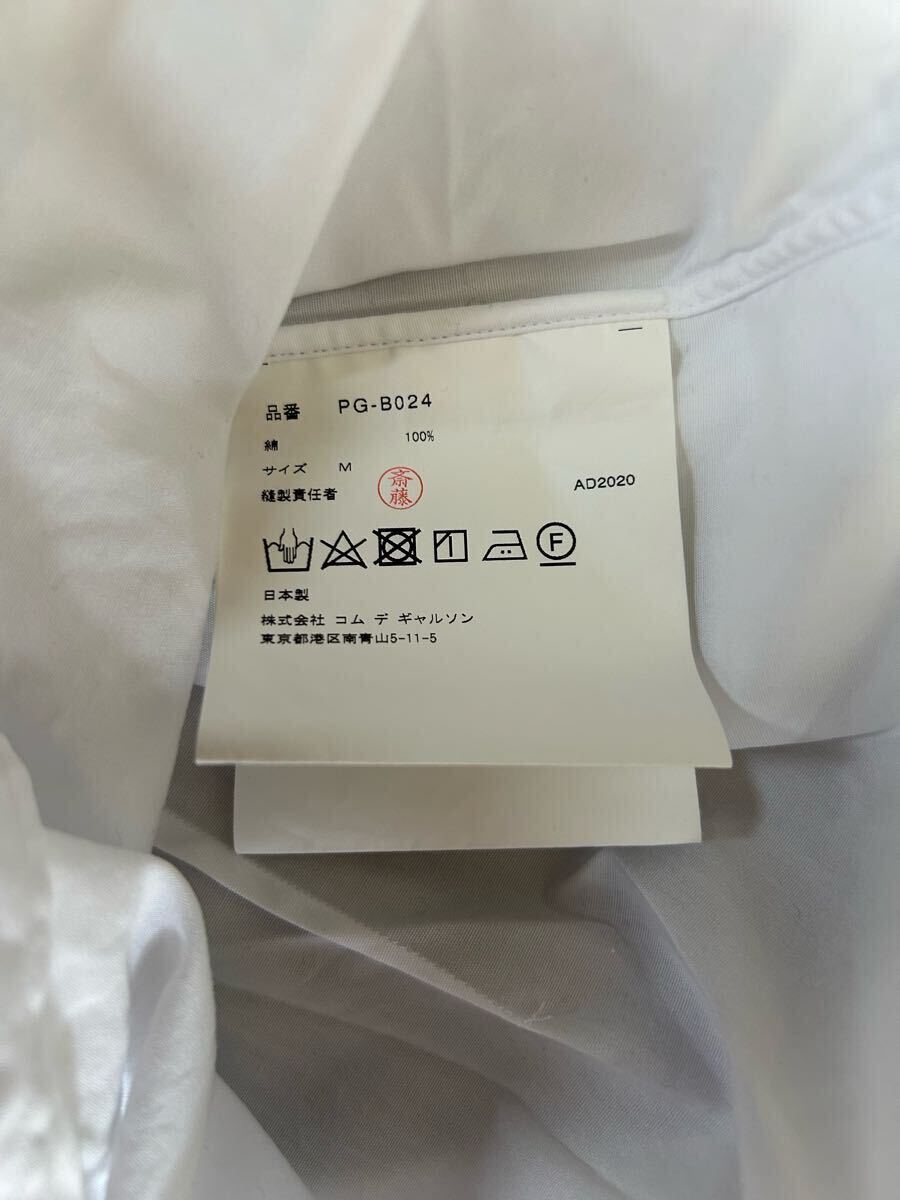 品番 PG-B024
綿 100%
サイズ M
縫製責任者 斎藤 AD2020
F
日本製
株式会社 コム デ ギャルソン
東京都港区南青山5-11-5